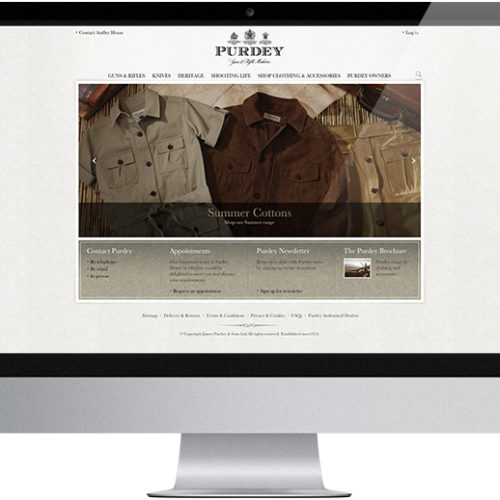 › Contact Audley House
› Log in
PURDEY
Gun & Rifle Makers
GUNS & RIFLES KNIVES HERITAGE SHOOTING LIFE SHOP CLOTHING & ACCESSORIES PURDEY OWNERS
Summer Cottons
Shop our Summer range
Contact Purdey
› By telephone
› By email
› In person
Appointments
Our experienced team at Audley
House in Mayfair would be
delighted to meet you and discuss
your requirements
› Request an appointment
Purdey Newsletter
Keep up to date with Purdey news
by signing up to our newsletter
› Sign up for newsletter
The Purdey Brochure
Purdey range of
clothing and
accessories
Sitemap Delivery & Returns Terms & Conditions Privacy & Cookies FAQs Purdey Authorised Dealers
© Copyright James Purdey & Sons Ltd All rights reserved. Established since 1814.